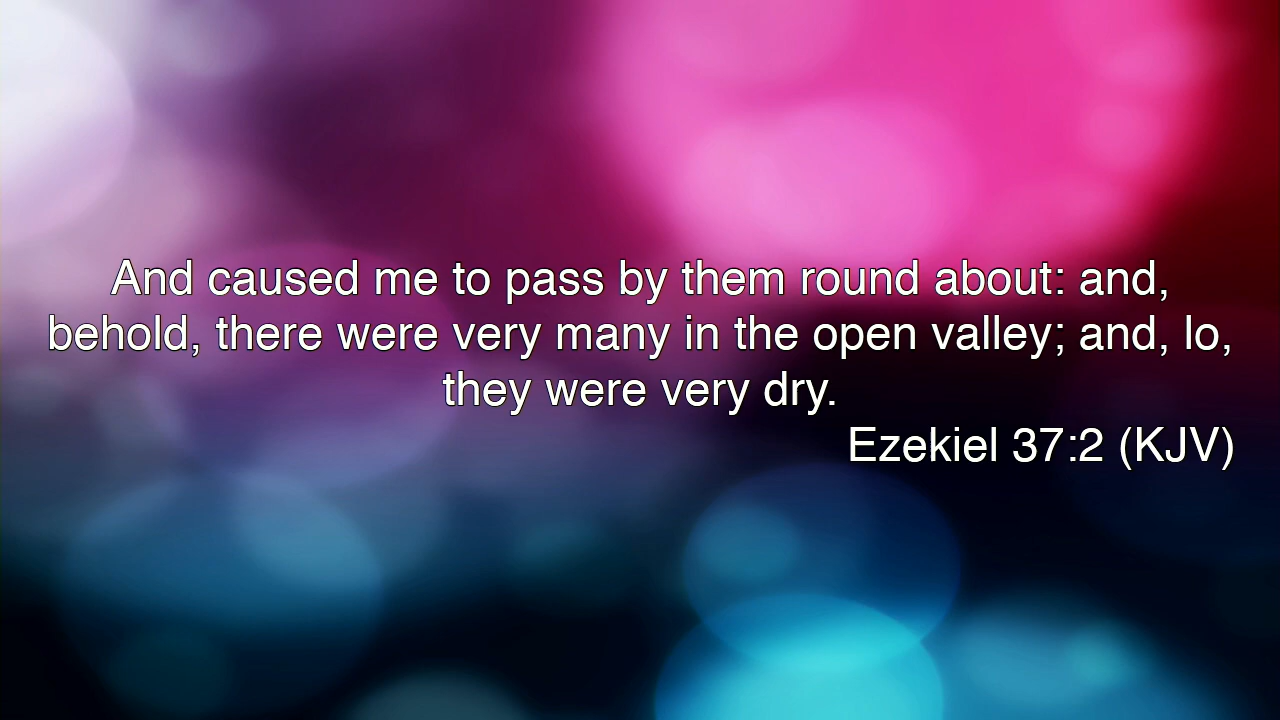 And caused me to pass by them round about: and,
behold, there were very many in the open valley; and, lo,
they were very dry.
Ezekiel 37:2 (KJV)